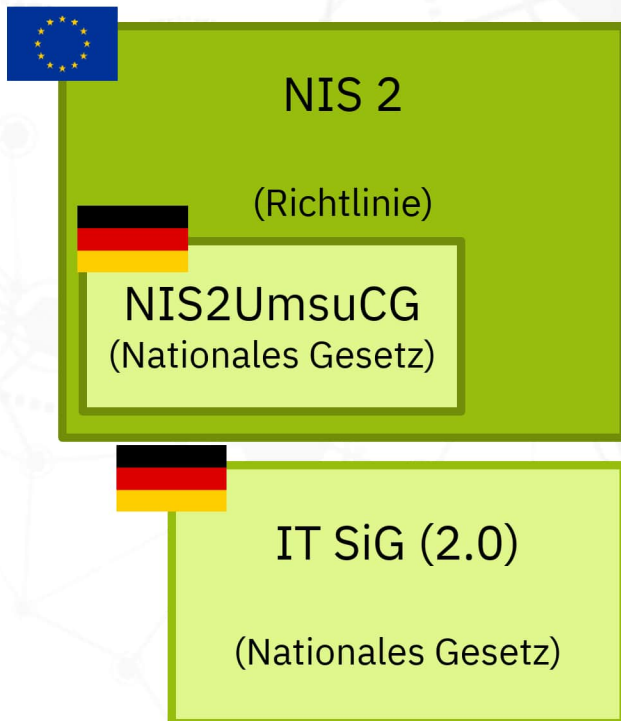 NIS 2
(Richtlinie)
NIS2UmsuCG
(Nationales Gesetz)
IT SiG (2.0)
(Nationales Gesetz)